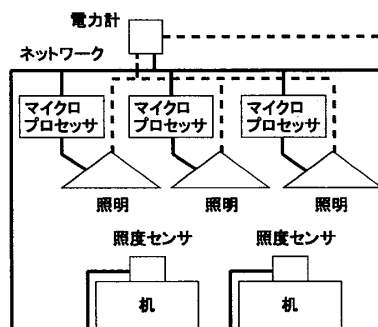 電力計
ネットワーク
マイクロ
プロセッサ
マイクロ
プロセッサ
マイクロ
プロセッサ
照明
照明
照明
照度センサ
照度センサ
机
机